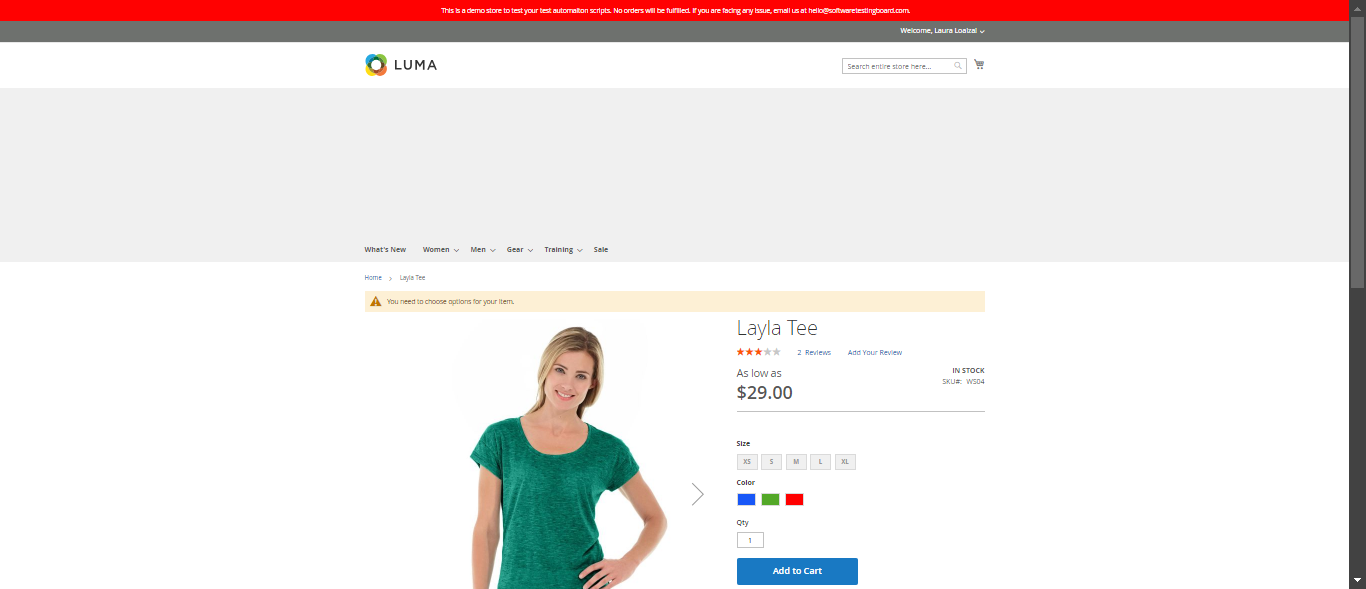 This is a demo store to test your test automaiton scripts. No orders will be fulfilled. If you are facing any issue, email us at hello@softwaretestingboard.com.
Welcome, Laura Loaiza!
LUMA
Search entire store here...
What's New Women Men Gear Training Sale
Home Layla Tee
You need to choose options for your item.
Layla Tee
2 Reviews Add Your Review
As low as
$29.00
IN STOCK
SKU#: WS04
Size
XS S M L XL
Color
Qty
1
Add to Cart